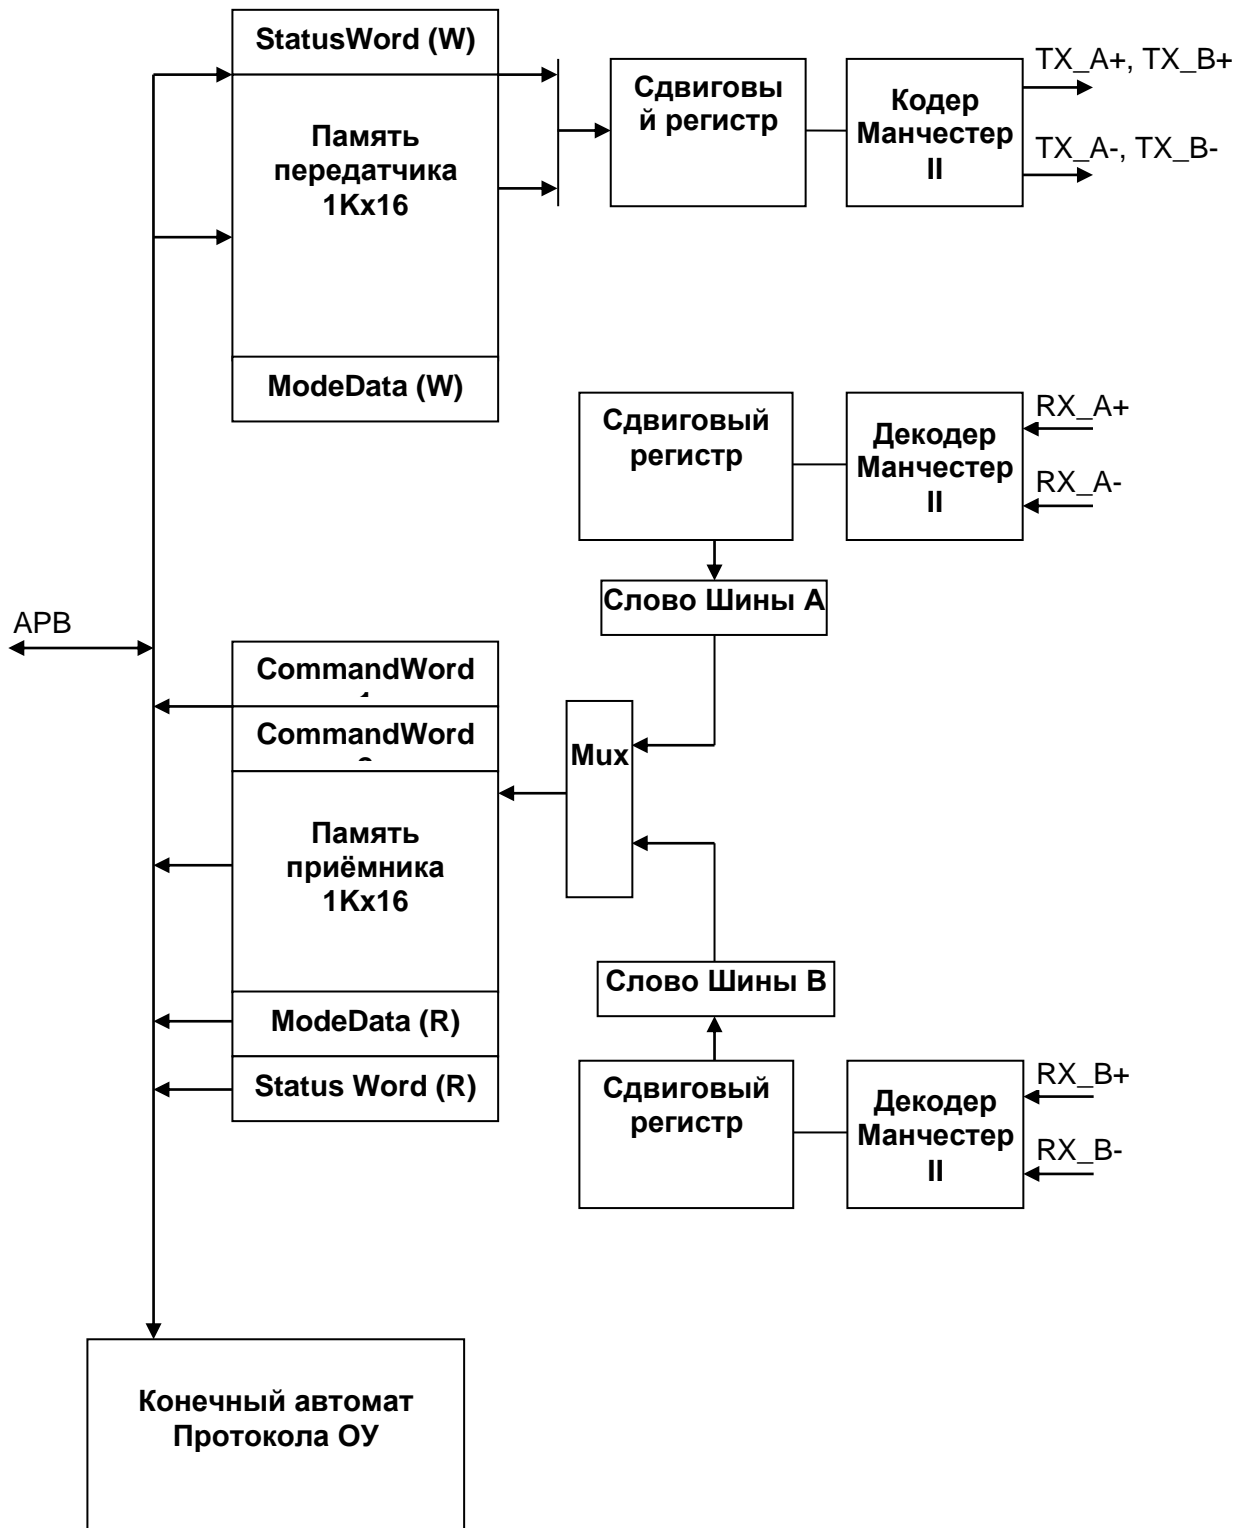 StatusWord (W)
Память
передатчика
1Kx16
ModeData (W)
Сдвиговы
й регистр
Кодер
Манчестер
II
TX_A+, TX_B+
TX_A-, TX_B-
Сдвиговый
регистр
Декодер
Манчестер
II
RX_A+
RX_A-
Слово Шины А
APB
CommandWord
CommandWord
Память
приёмника
1Kx16
ModeData (R)
Status Word (R)
Mux
Слово Шины В
Сдвиговый
регистр
Декодер
Манчестер
II
RX_B+
RX_B-
Конечный автомат
Протокола ОУ